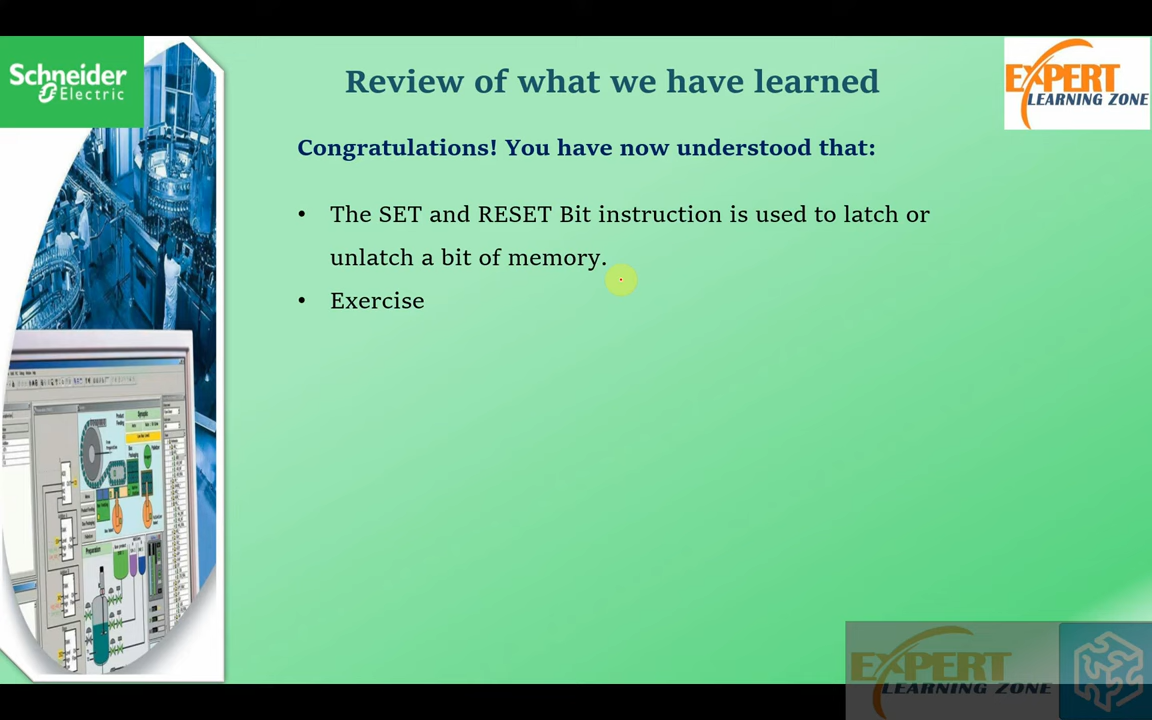 Schneider
Electric
Review of what we have learned
EXPERT
LEARNING ZONE
Congratulations! You have now understood that:
• The SET and RESET Bit instruction is used to latch or
unlatch a bit of memory.
• Exercise
Preparation
EXPERT
LEARNING ZONE